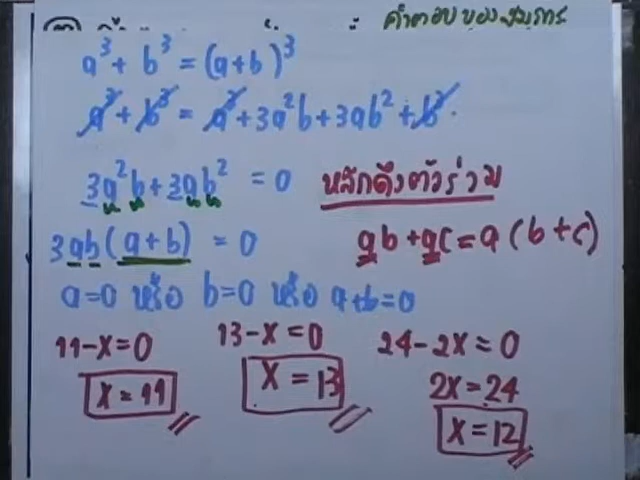 คำตอบของสมการ
a³ + b³ = (a+b)³
a³ + b³ = a³ + 3a²b + 3ab² + b³
3a²b + 3ab² = 0 หลักดึงตัวร่วม
3ab(a+b) = 0 ab + ac = a(b+c)
a=0 หรือ b=0 หรือ a+b=0
11-x=0 13-x=0 24-2x=0
x=11 x=13 2x=24
x=12